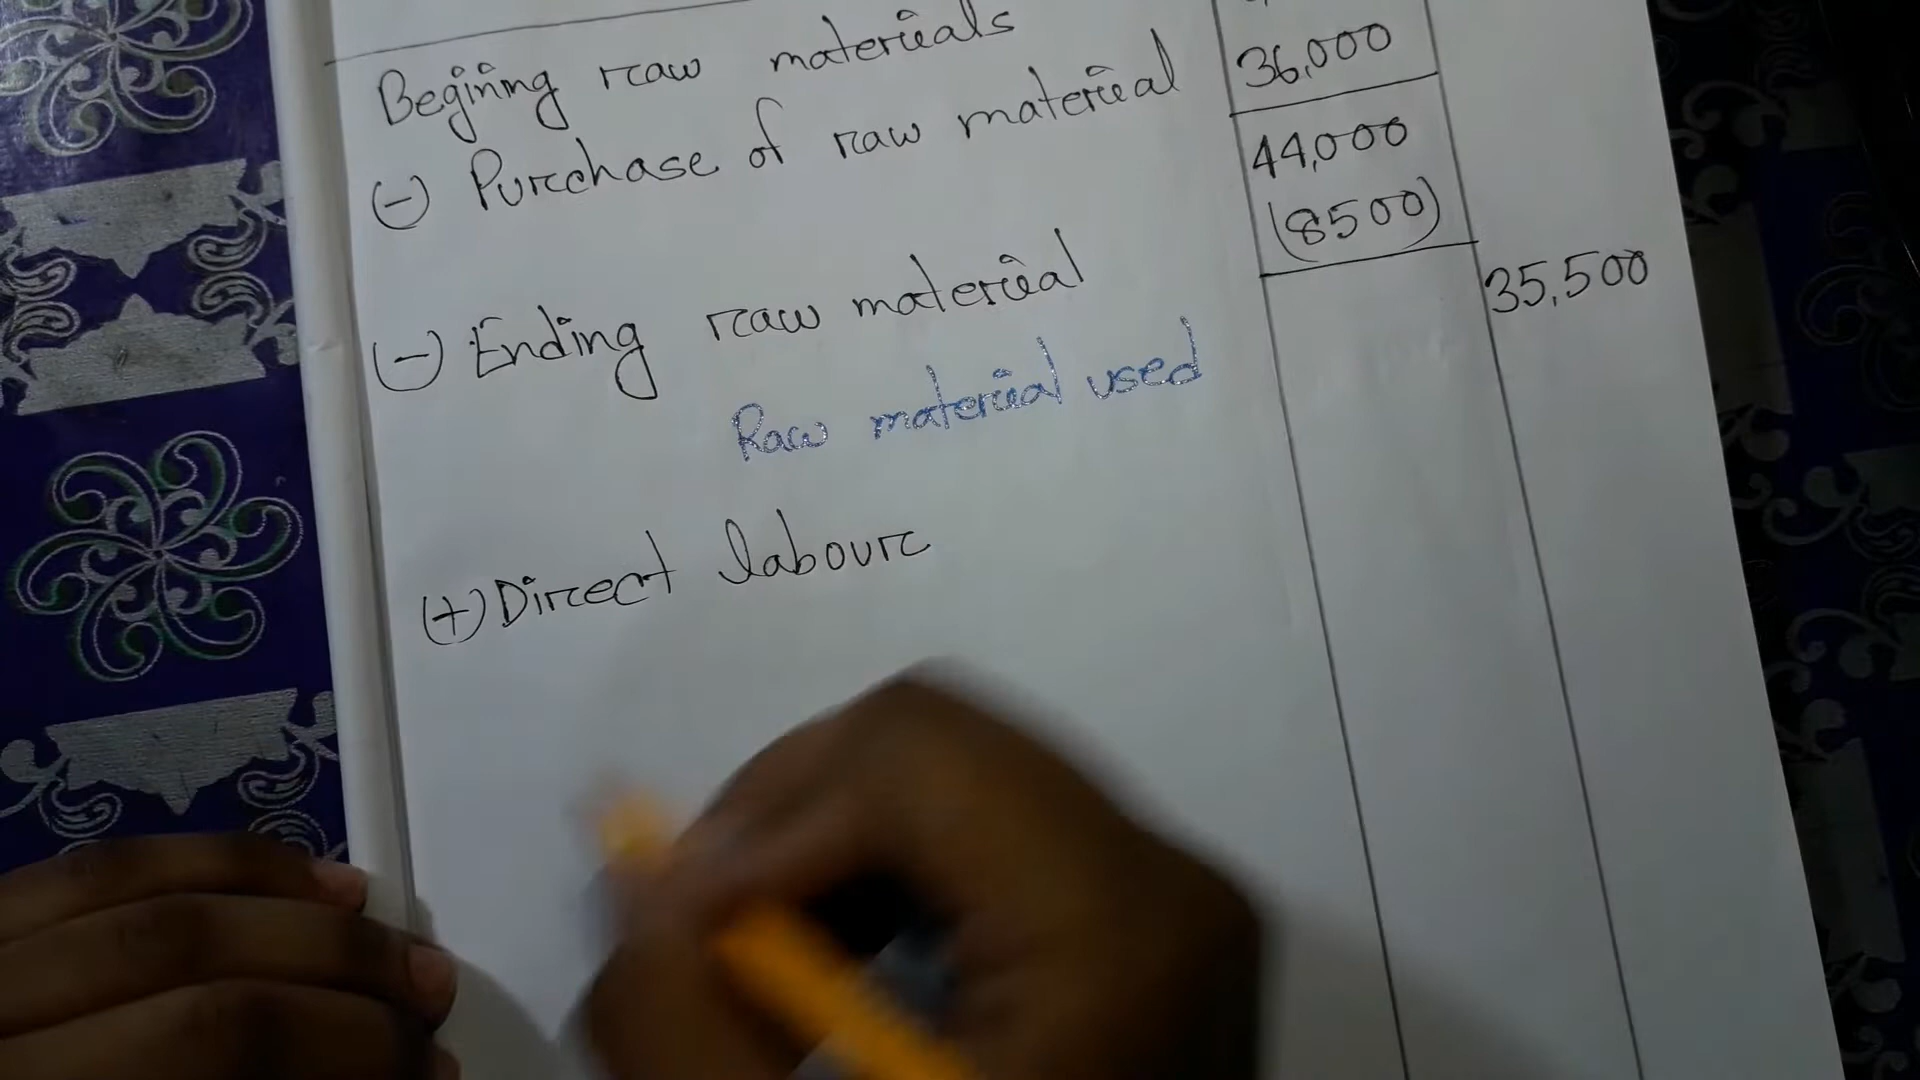 Begining raw materials
36,000
(-) Purchase of raw material
44,000
(8500)
(-) Ending raw material
35,500
Raw material used
(+) Direct labour